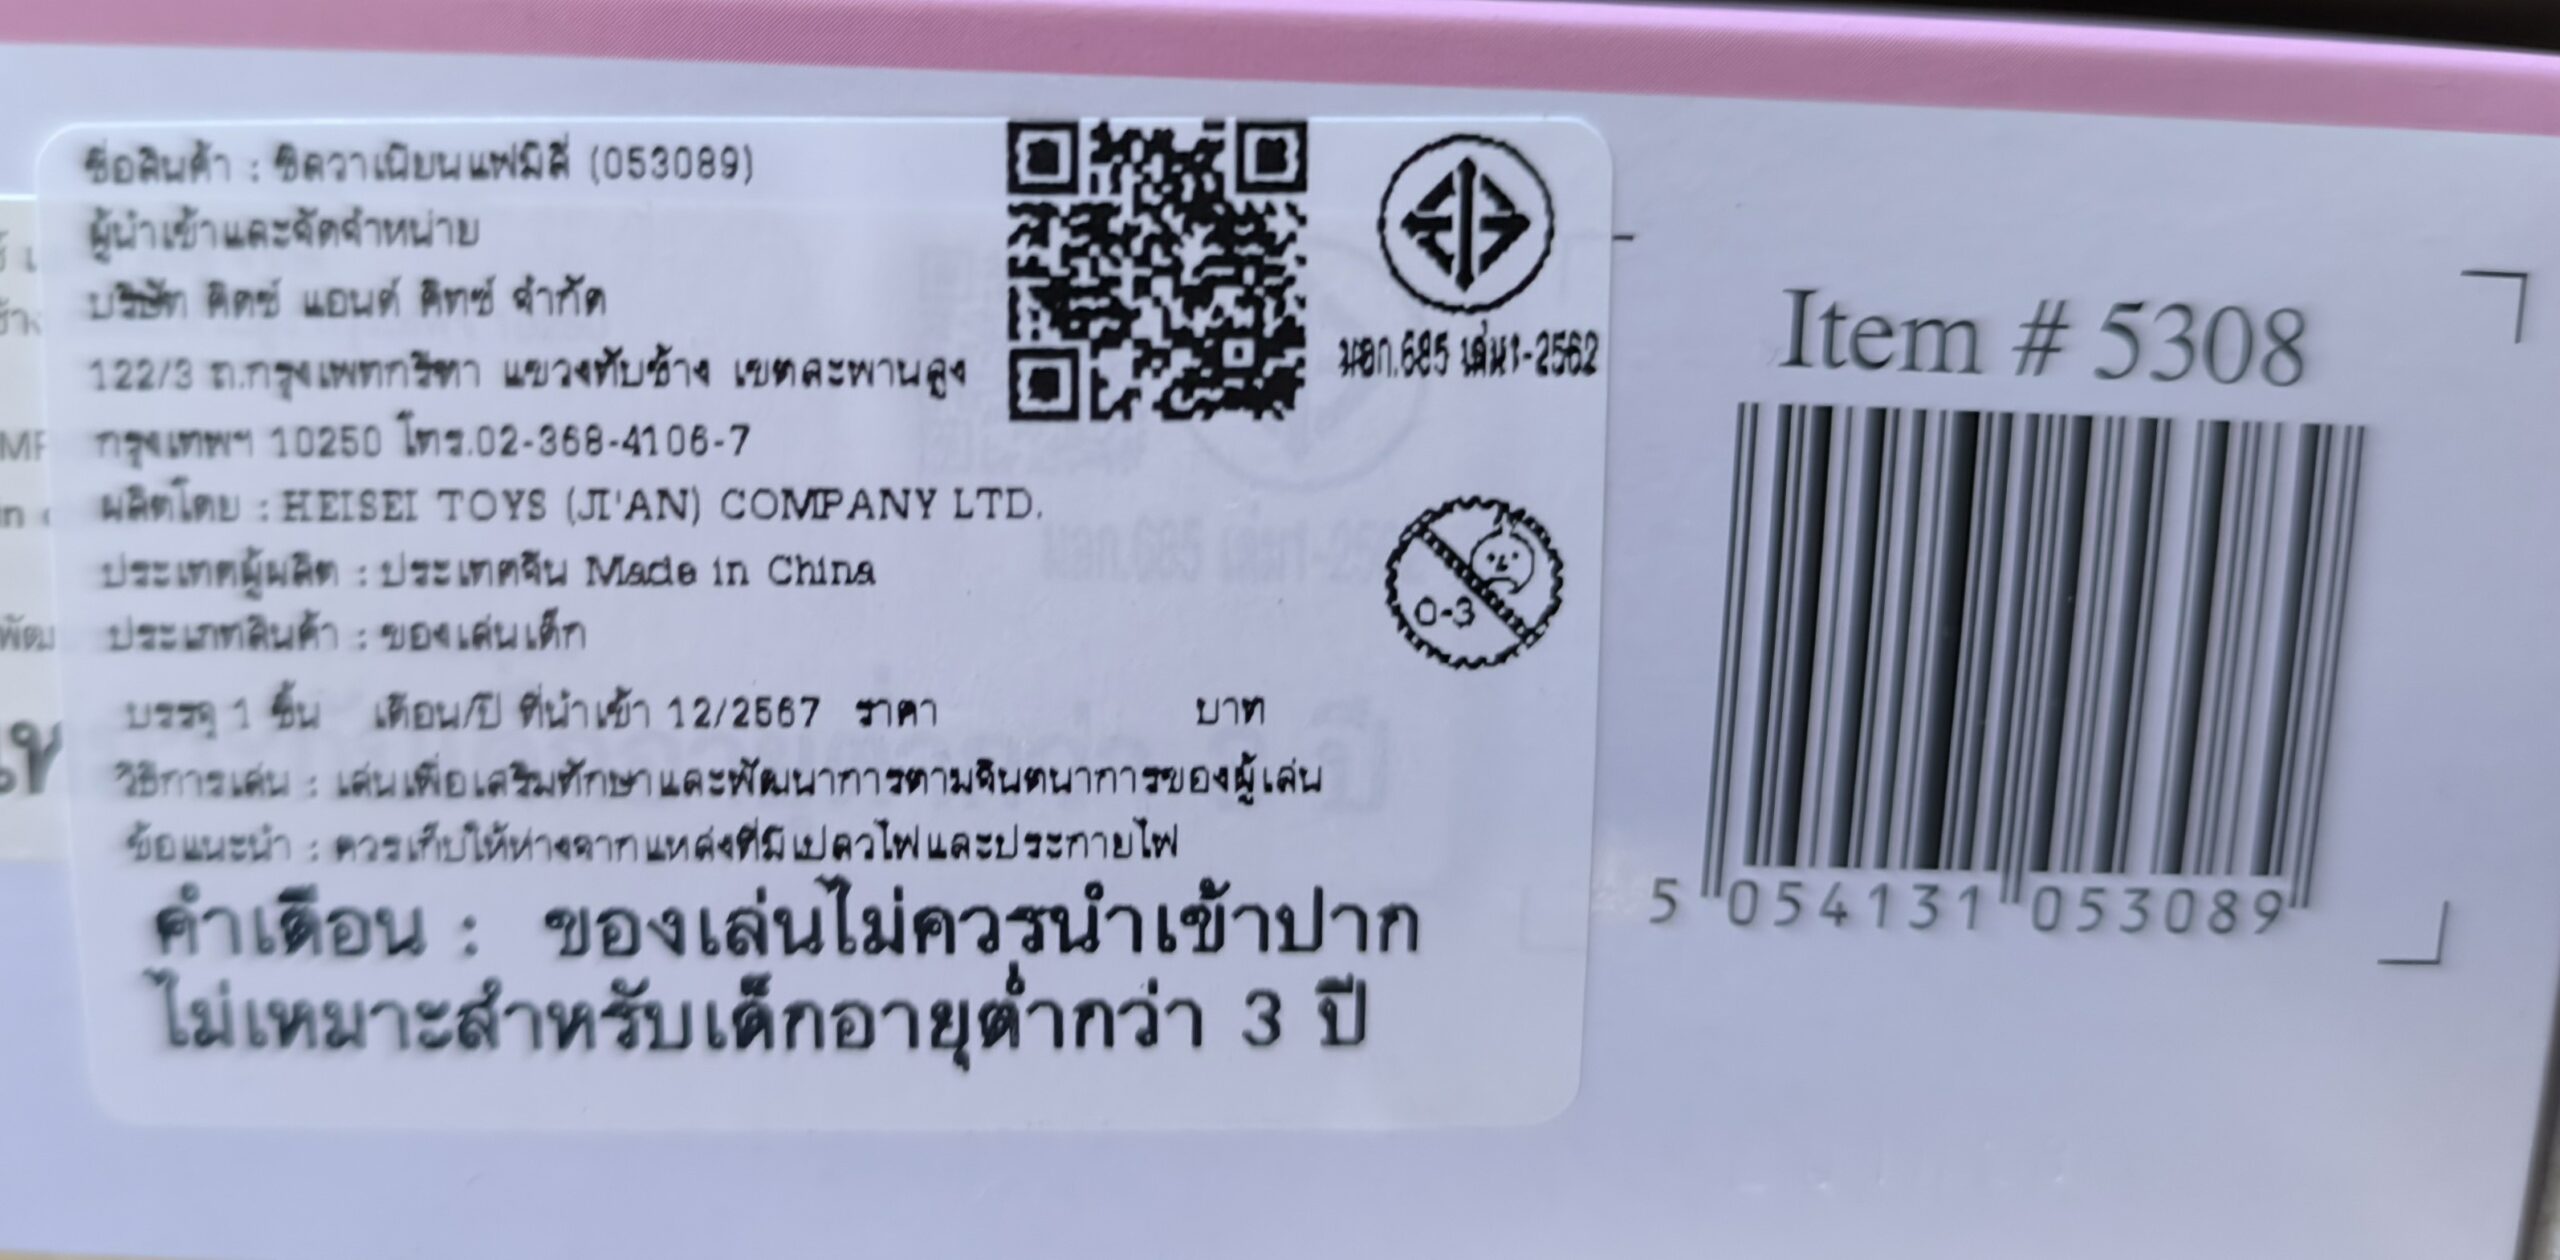 ชื่อสินค้า : ซิลวาเนียนแฟมิลี่ (053089)
ผู้นำเข้าและจัดจำหน่าย
บริษัท คิดซ์ แอนด์ คิทซ์ จำกัด
122/3 ถ.กรุงเทพกรีฑา แขวงทับช้าง เขตสะพานสูง
กรุงเทพฯ 10250 โทร.02-368-4106-7
ผลิตโดย : HEISEI TOYS (JI'AN) COMPANY LTD.
ประเทศผู้ผลิต : ประเทศจีน Made in China
ประเภทสินค้า : ของเล่นเด็ก
บรรจุ 1 ชิ้น เดือน/ปี ที่นำเข้า 12/2567 ราคา บาท
วิธีการเล่น : เล่นเพื่อเสริมทักษาและพัฒนาการตามจินตนาการของผู้เล่น
ข้อแนะนำ : ควรเก็บให้ห่างจากแหล่งที่มีเปลวไฟและประกายไฟ
คำเตือน : ของเล่นไม่ควรนำเข้าปาก
ไม่เหมาะสำหรับเด็กอายุต่ำกว่า 3 ปี
มอก.685 เล่ม1-2562
0-3
Item # 5308
5 054131 053089